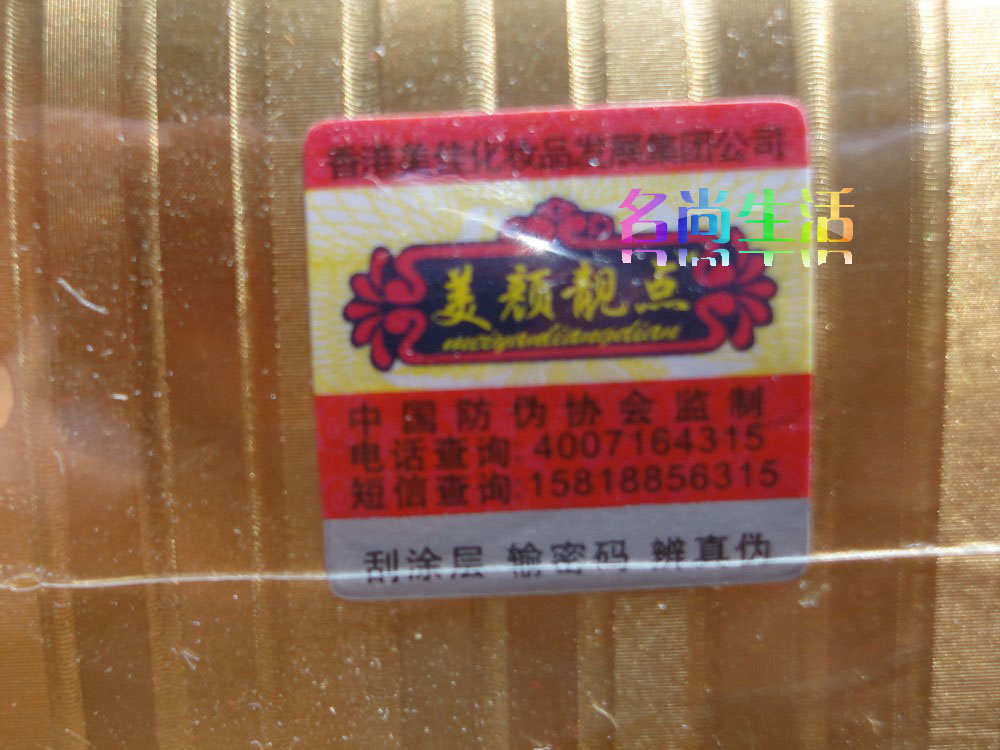 香港美佳化妆品发展集团公司
名尚生活
美颜靓点
meiyanliangdian
中国防伪协会监制
电话查询:4007164315
短信查询:15818856315
刮涂层 输密码 辨真伪